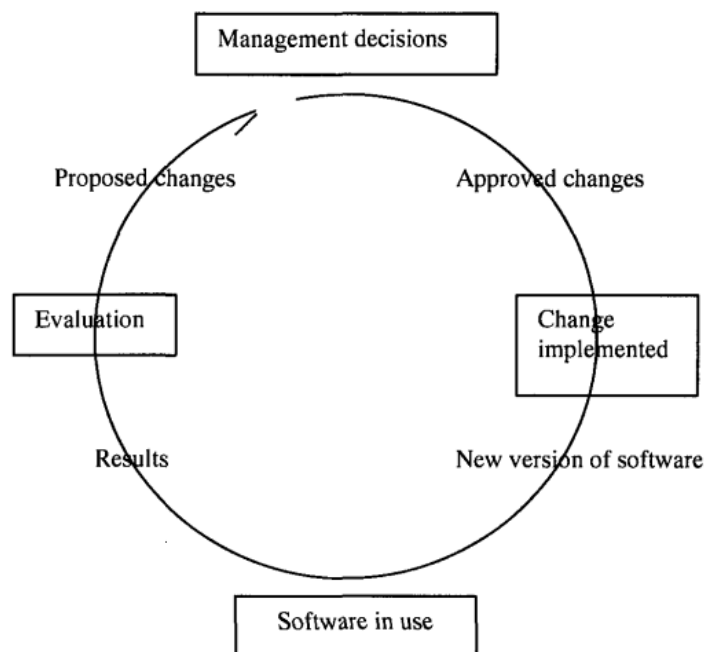 Management decisions
Proposed changes
Approved changes
Evaluation
Change
implemented
Results
New version of software
Software in use